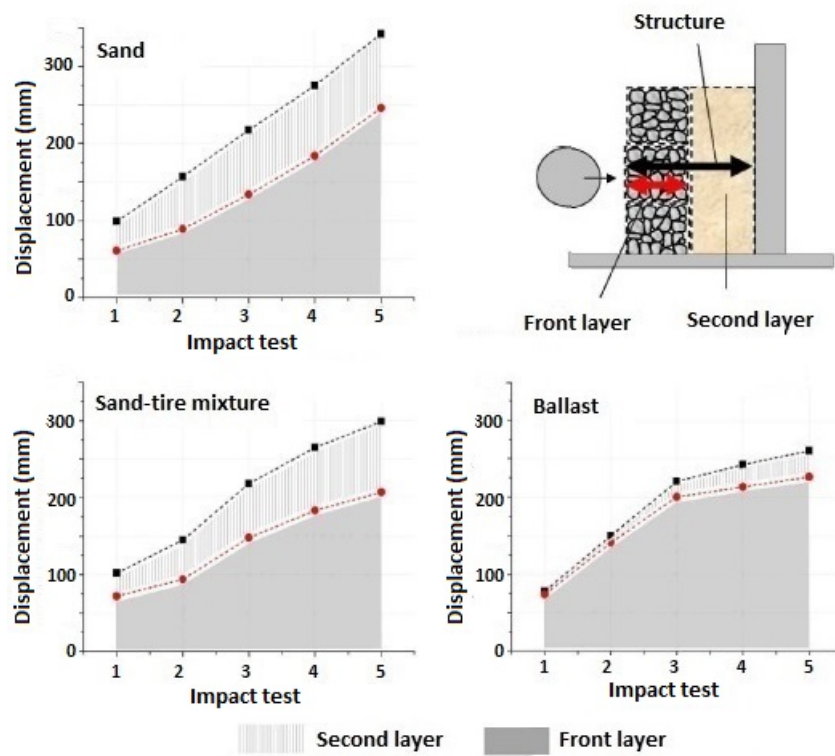 Sand
Displacement (mm)
300
200
100
0
1 2 3 4 5
Impact test
Structure
Front layer
Second layer
Sand-tire mixture
Displacement (mm)
300
200
100
0
1 2 3 4 5
Impact test
Ballast
Displacement (mm)
300
200
100
0
1 2 3 4 5
Impact test
Second layer
Front layer